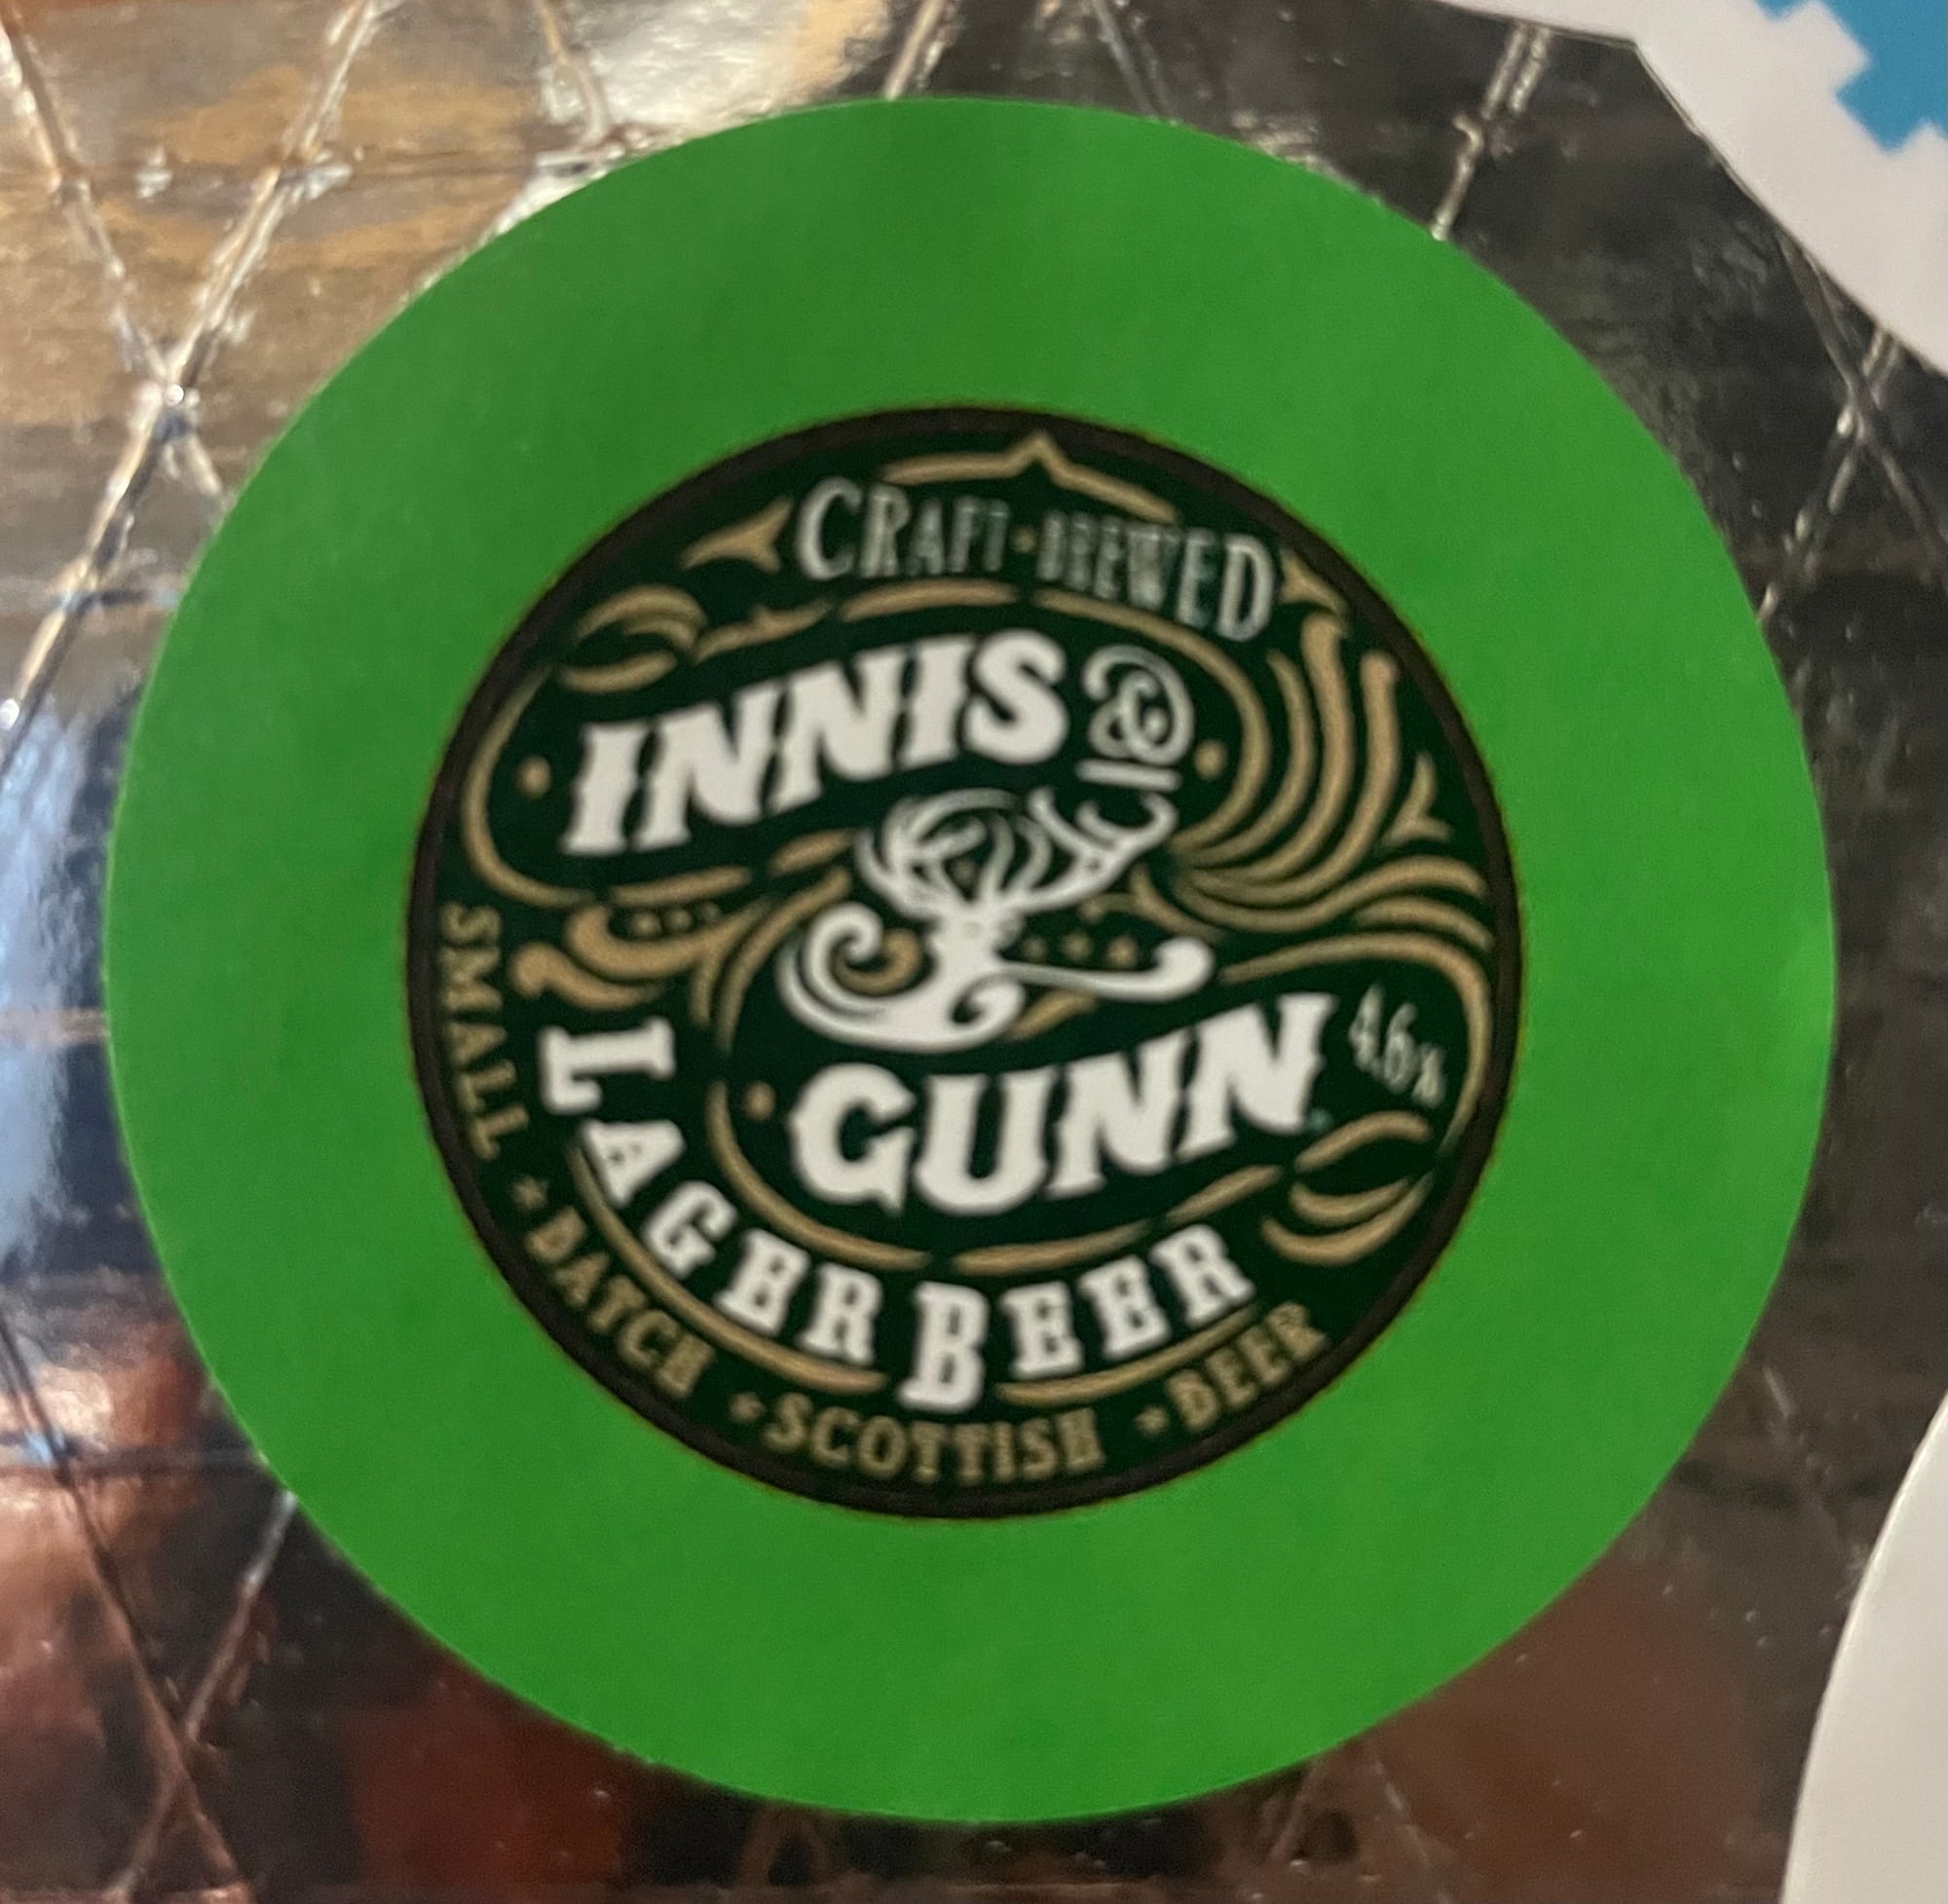 CRAFT · BREWED
INNIS &
GUNN
4.6%
LAGER BEER
SMALL * BATCH * SCOTTISH * BEER